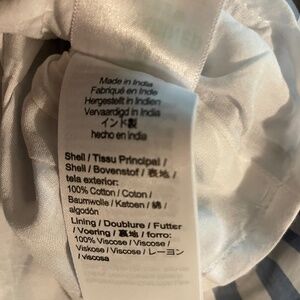 Made in India
Fabriqué en Inde
Hergestellt in Indien
Vervaardigd in India
インド製
hecho en India
Shell / Tissu Principal /
Shell / Bovenstof / 表地 /
tela exterior:
100% Cotton / Coton /
Baumwolle / Katoen / 綿 /
algodón
Lining / Doublure / Futter
/ Voering / 裏地 / forro:
100% Viscose / Viscose /
Viskose / Viscose / レーヨン
/ viscosa